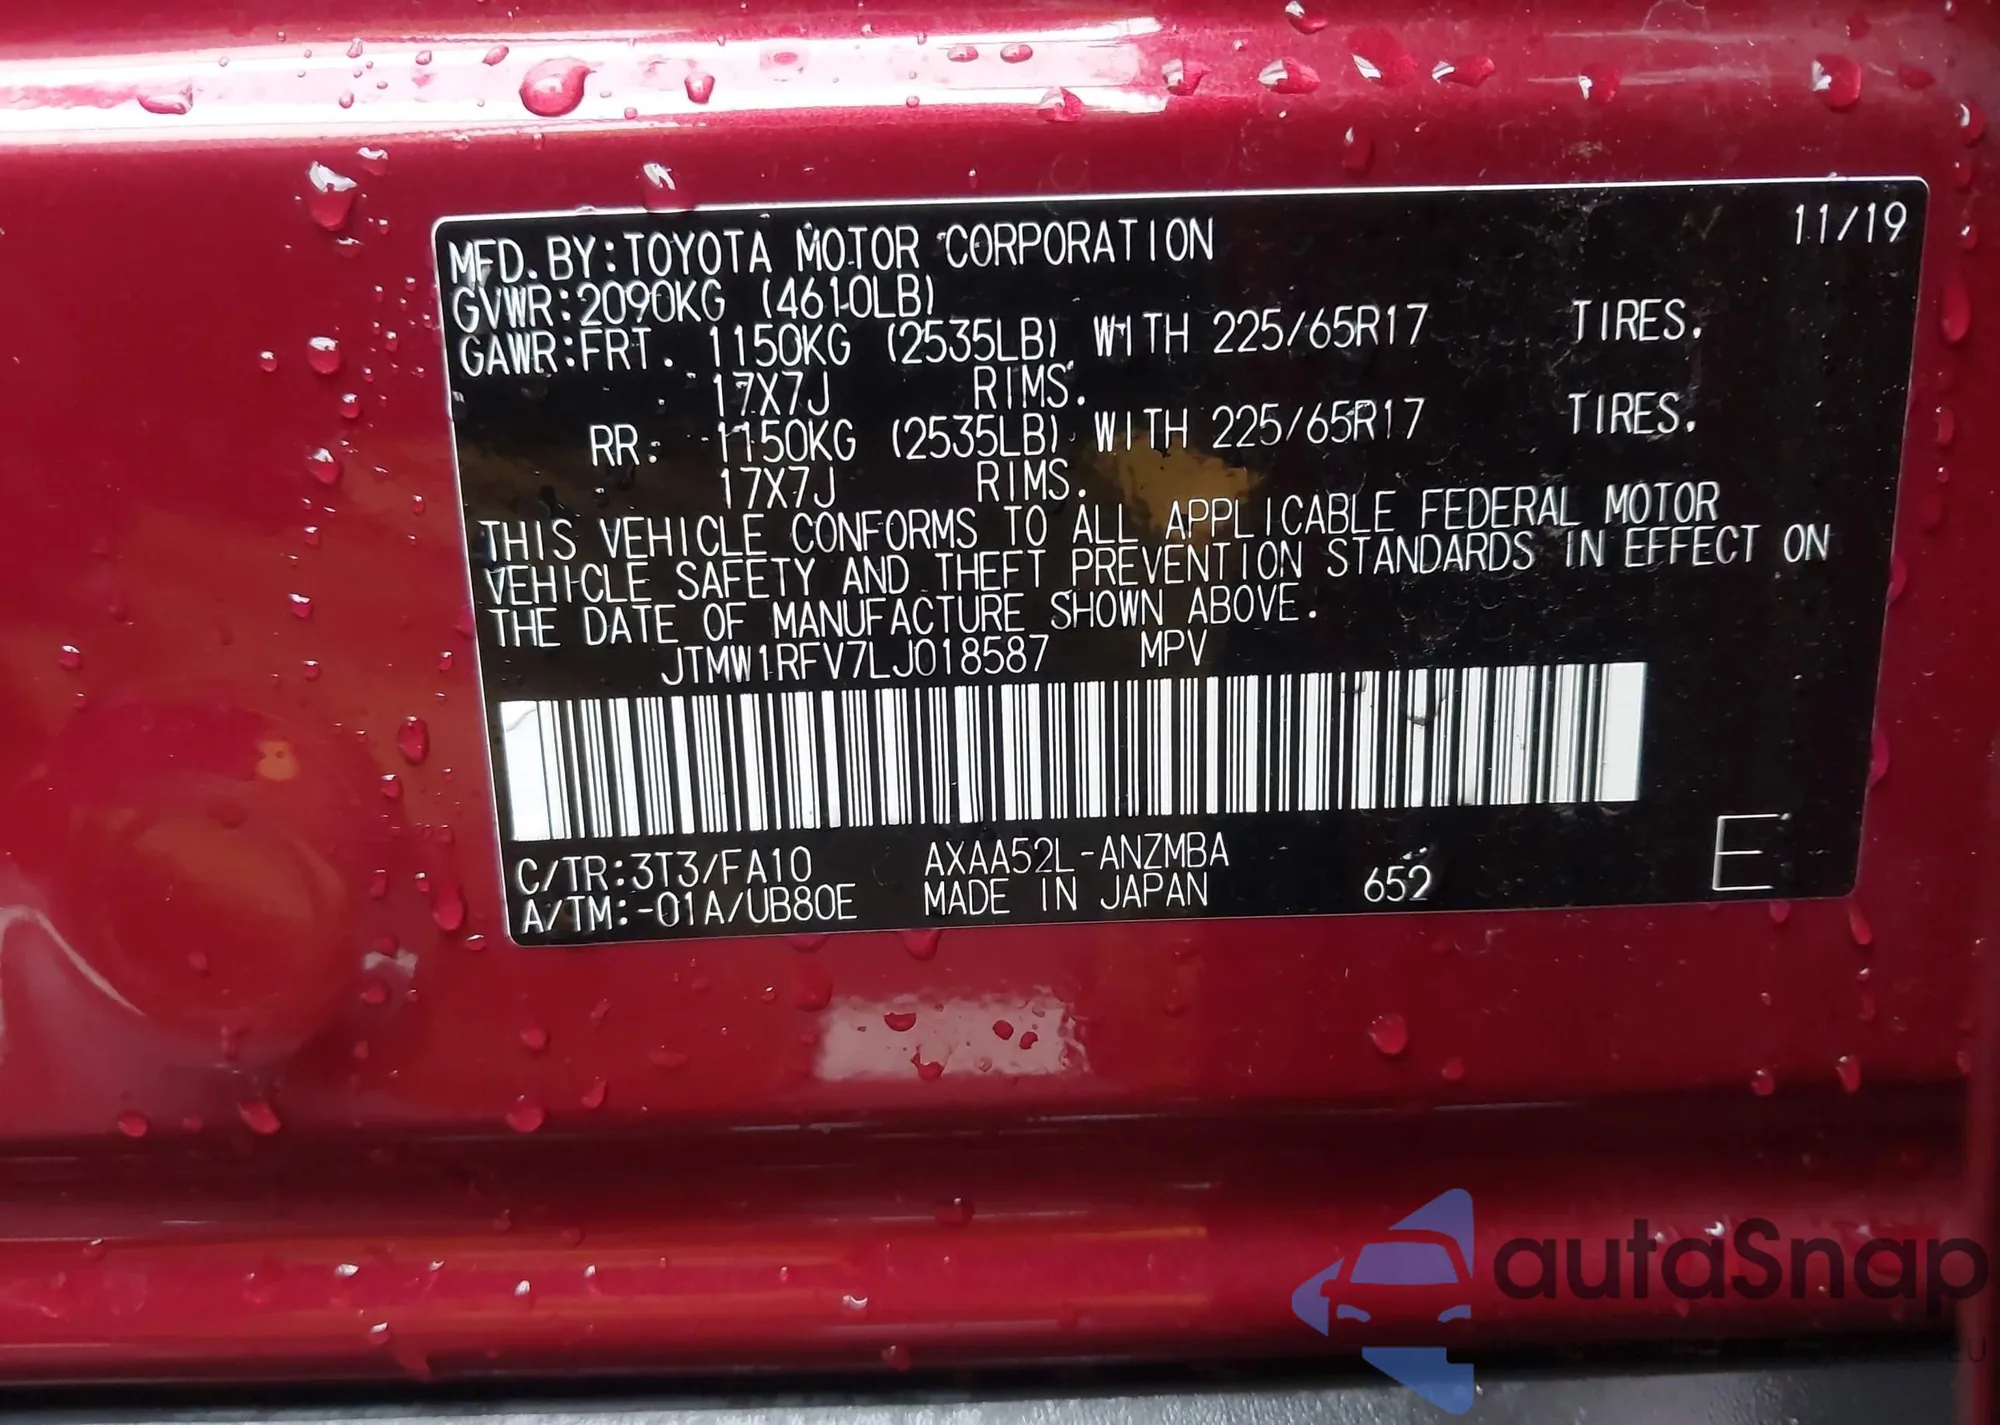 11/19
MFD. BY: TOYOTA MOTOR CORPORATION
GVWR: 2090KG (4610LB)
GAWR: FRT. 1150KG (2535LB) WITH 225/65R17 TIRES.
17X7J RIMS.
RR: 1150KG (2535LB) WITH 225/65R17 TIRES.
17X7J RIMS.
THIS VEHICLE CONFORMS TO ALL APPLICABLE FEDERAL MOTOR
VEHICLE SAFETY AND THEFT PREVENTION STANDARDS IN EFFECT ON
THE DATE OF MANUFACTURE SHOWN ABOVE.
JTMW1RFV7LJ018587 MPV
C/TR: 3T3/FA10 AXAA52L-ANZMBA
A/TM: -01A/UB80E MADE IN JAPAN 652 E
autaSnap